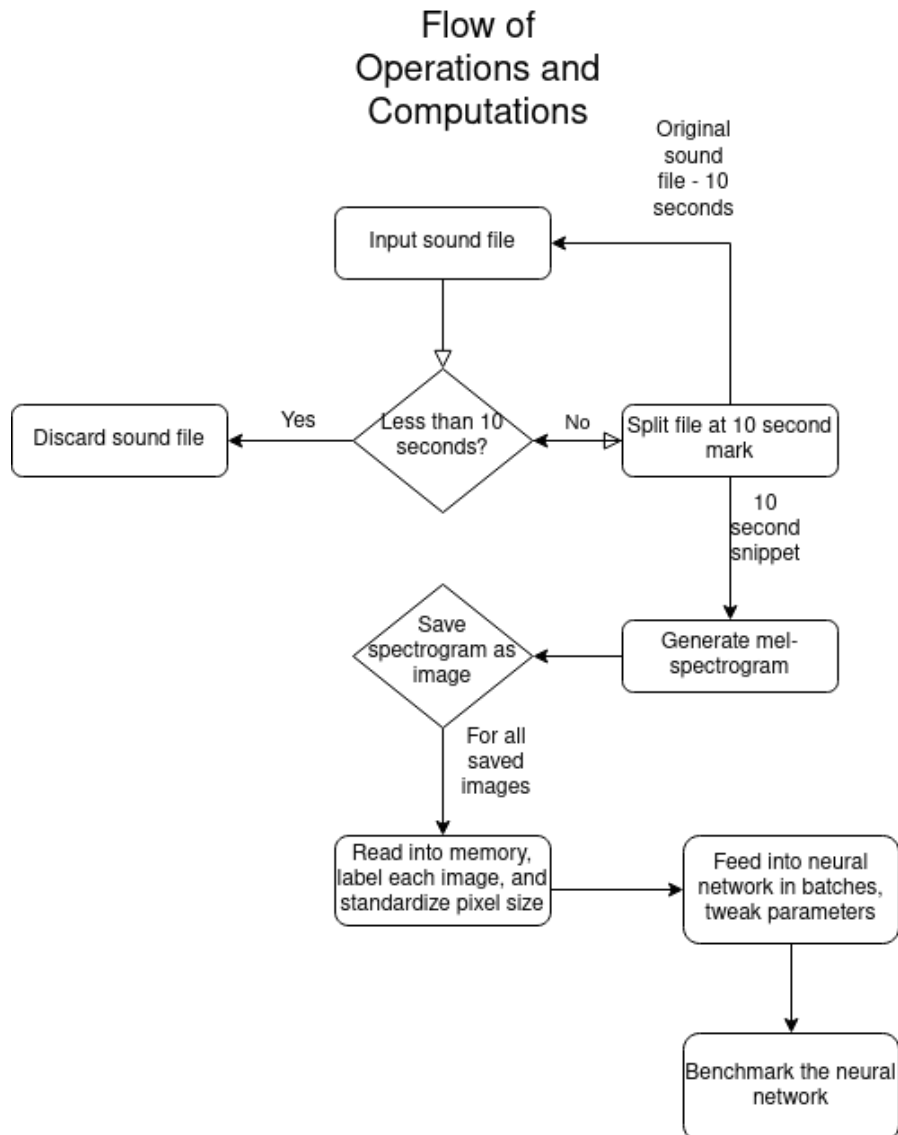 Flow of
Operations and
Computations
Original
sound
file - 10
seconds
Input sound file
Less than 10
seconds?
Yes
No
Discard sound file
Split file at 10 second
mark
10
second
snippet
Save
spectrogram as
image
Generate mel-
spectrogram
For all
saved
images
Read into memory,
label each image, and
standardize pixel size
Feed into neural
network in batches,
tweak parameters
Benchmark the neural
network